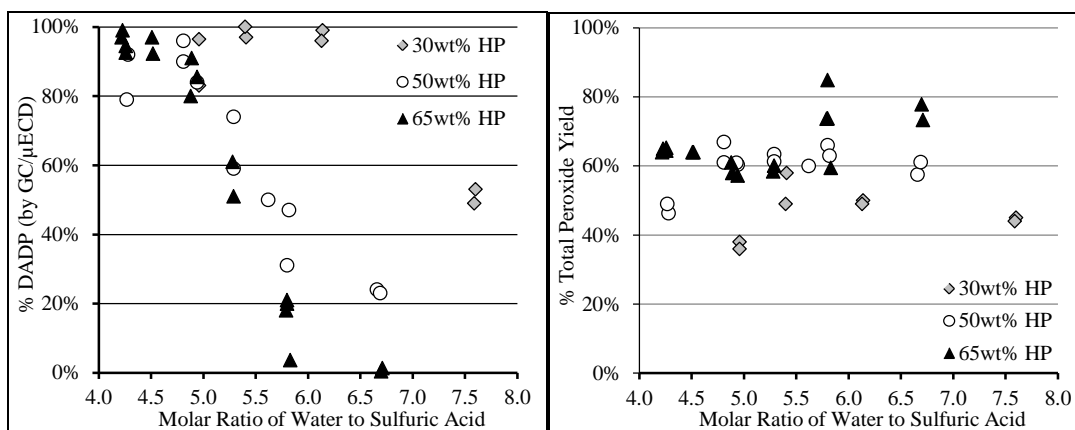 % DADP (by GC/μECD)
100%
80%
60%
40%
20%
0%
30wt% HP
50wt% HP
65wt% HP
4.0 4.5 5.0 5.5 6.0 6.5 7.0 7.5 8.0
Molar Ratio of Water to Sulfuric Acid
% Total Peroxide Yield
100%
80%
60%
40%
20%
0%
30wt% HP
50wt% HP
65wt% HP
4.0 4.5 5.0 5.5 6.0 6.5 7.0 7.5 8.0
Molar Ratio of Water to Sulfuric Acid